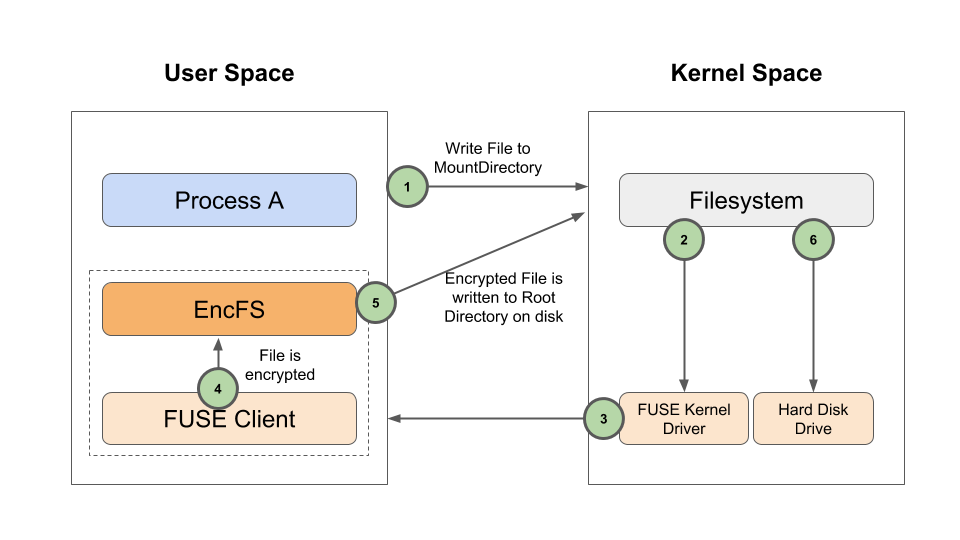 User Space
Kernel Space
Write File to
MountDirectory
1
Process A
Filesystem
2
6
5
Encrypted File is
written to Root
Directory on disk
EncFS
File is
encrypted
4
FUSE Client
3
FUSE Kernel
Driver
Hard Disk
Drive